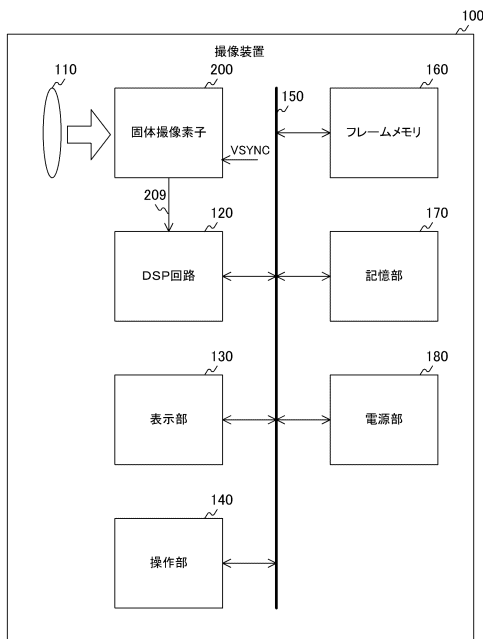 100
撮像装置
110
200
150
160
固体撮像素子
VSYNC
フレームメモリ
209
120
170
DSP回路
記憶部
130
180
表示部
電源部
140
操作部